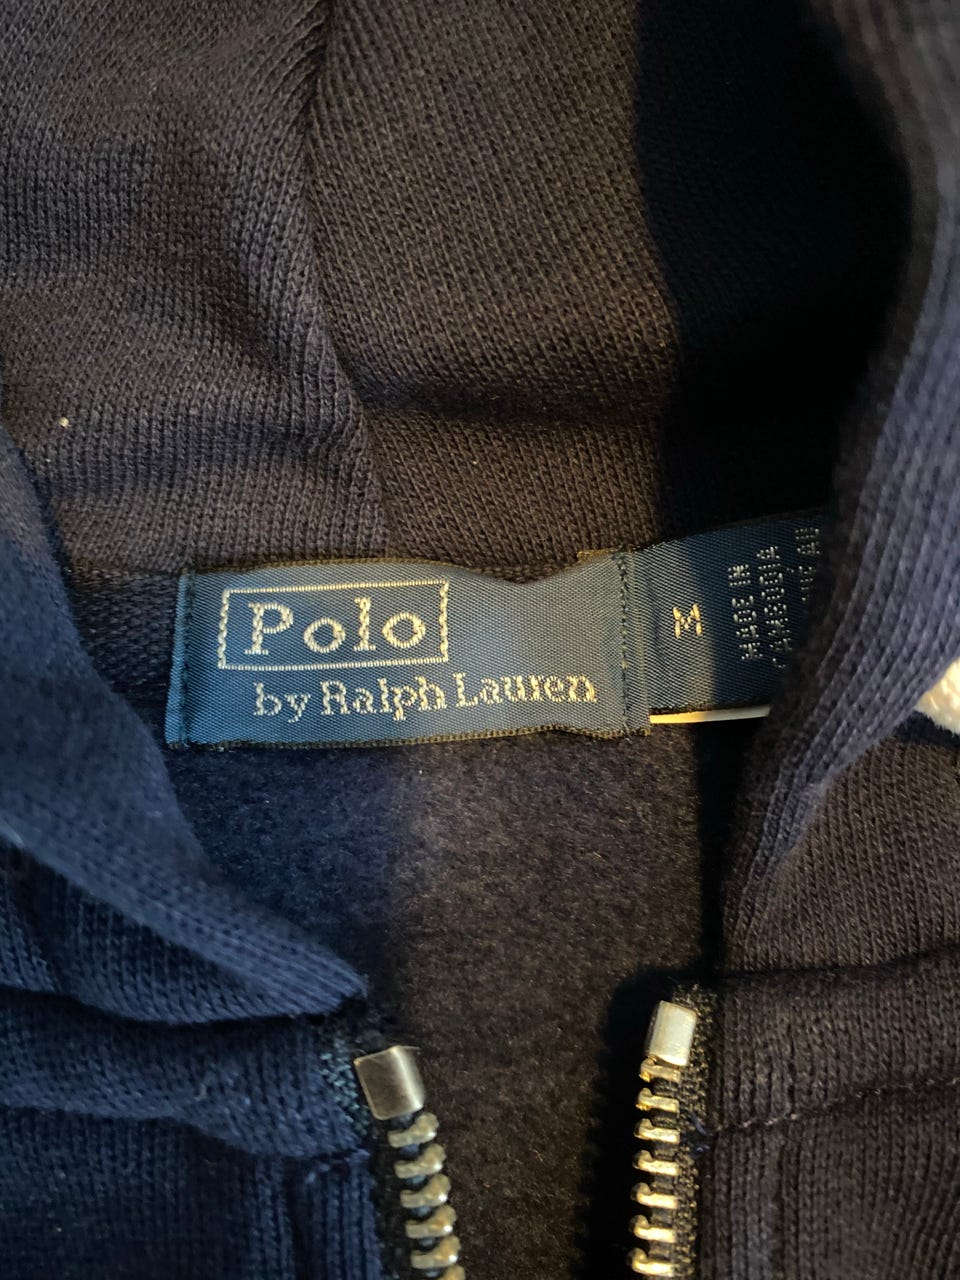 Polo
by Ralph Lauren
M
MADE IN
CAMBODIA